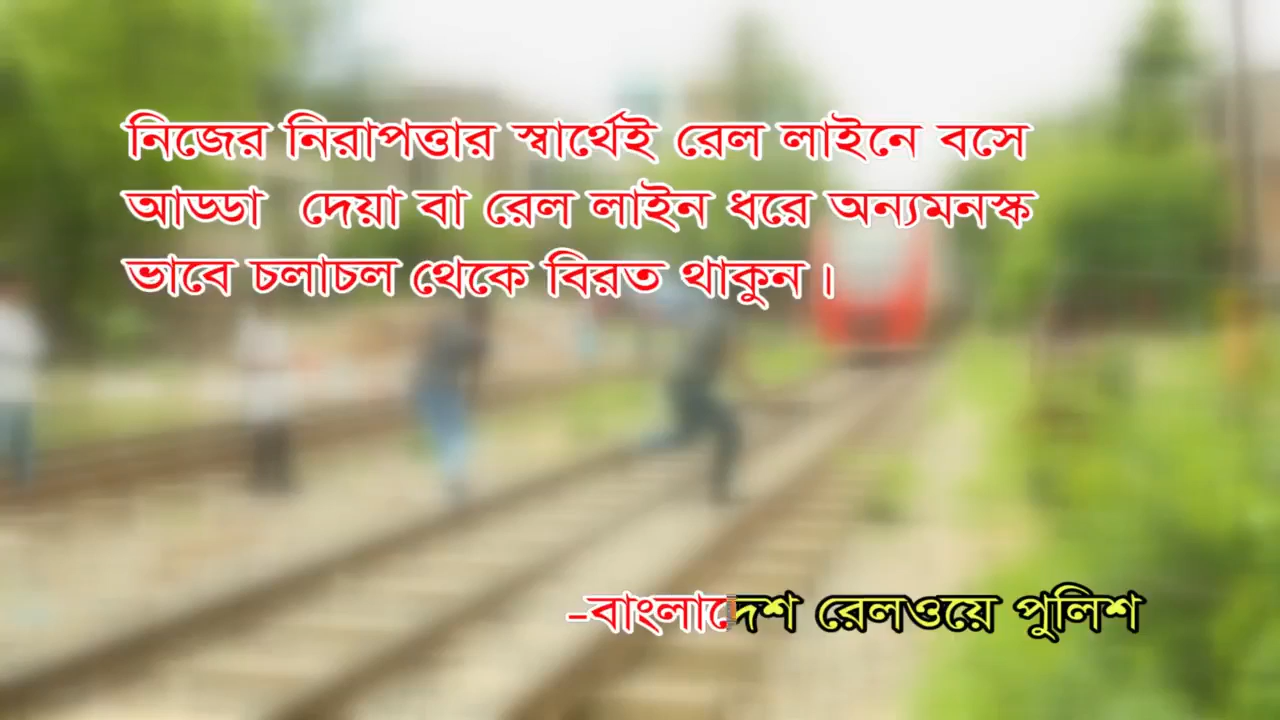 নিজের নিরাপত্তার স্বার্থেই রেল লাইনে বসে
আড্ডা দেয়া বা রেল লাইন ধরে অন্যমনস্ক
ভাবে চলাচল থেকে বিরত থাকুন।
-বাংলাদেশ রেলওয়ে পুলিশ